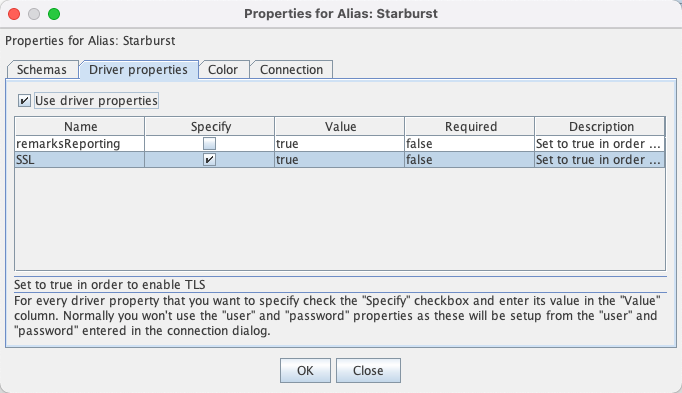 Properties for Alias: Starburst
Properties for Alias: Starburst
Schemas Driver properties Color Connection
Use driver properties
Name Specify Value Required Description
remarksReporting true false Set to true in order ...
SSL true false Set to true in order ...
Set to true in order to enable TLS
For every driver property that you want to specify check the "Specify" checkbox and enter its value in the "Value"
column. Normally you won't use the "user" and "password" properties as these will be setup from the "user" and
"password" entered in the connection dialog.
OK Close